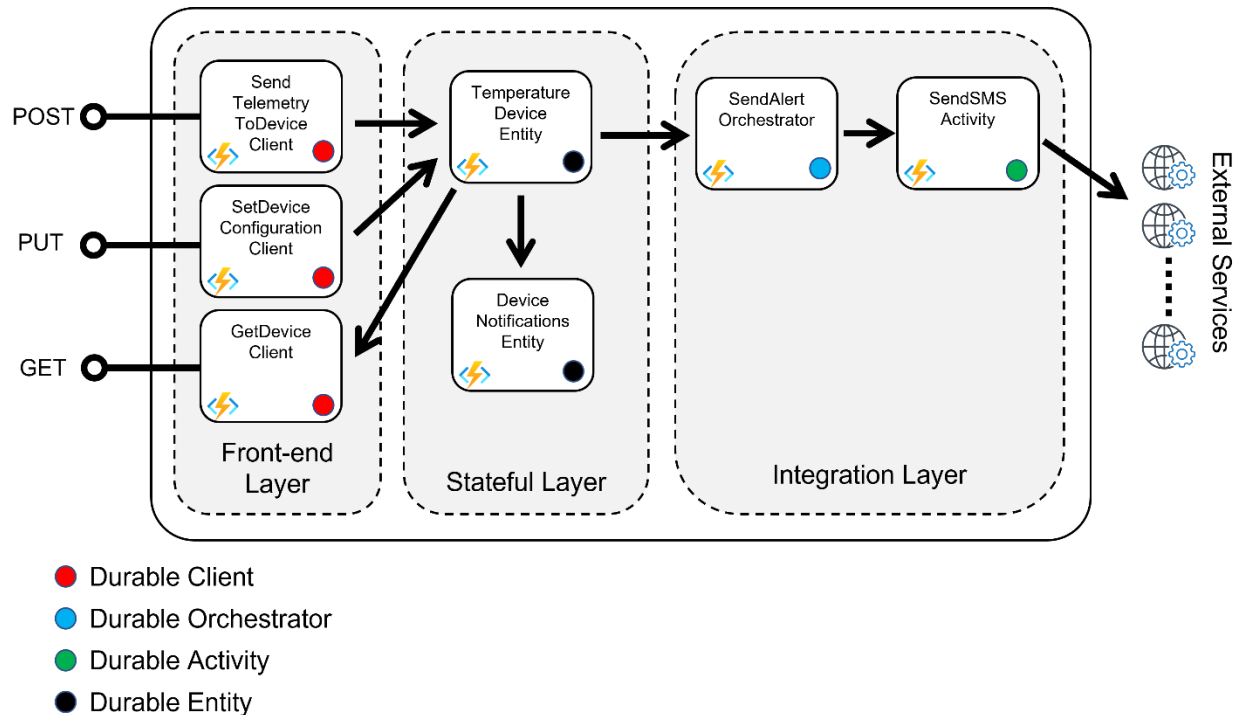 POST
PUT
GET
Send
Telemetry
ToDevice
Client
SetDevice
Configuration
Client
GetDevice
Client
Front-end
Layer
Temperature
Device
Entity
Device
Notifications
Entity
Stateful Layer
SendAlert
Orchestrator
SendSMS
Activity
Integration Layer
External Services
Durable Client
Durable Orchestrator
Durable Activity
Durable Entity